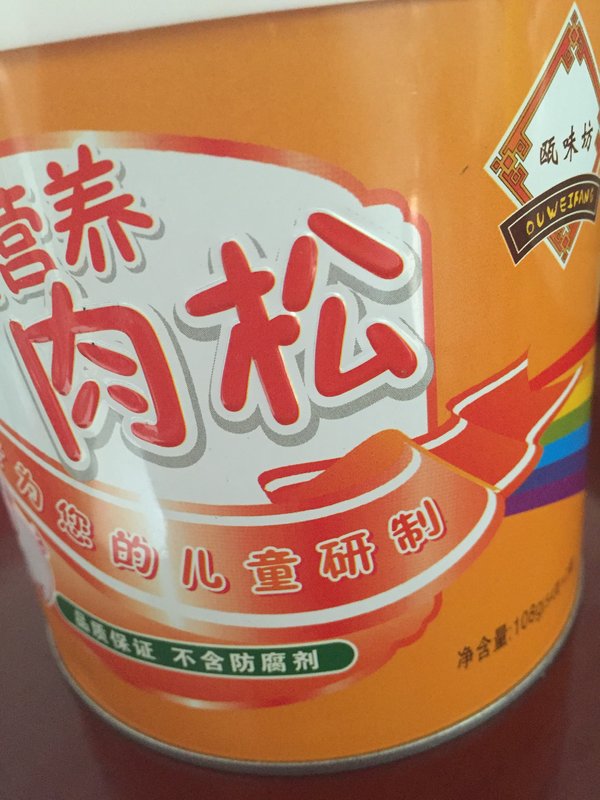 瓯味坊
OUWEIFANG
营养
肉松
为您的儿童研制
品质保证 不含防腐剂
净含量:108g